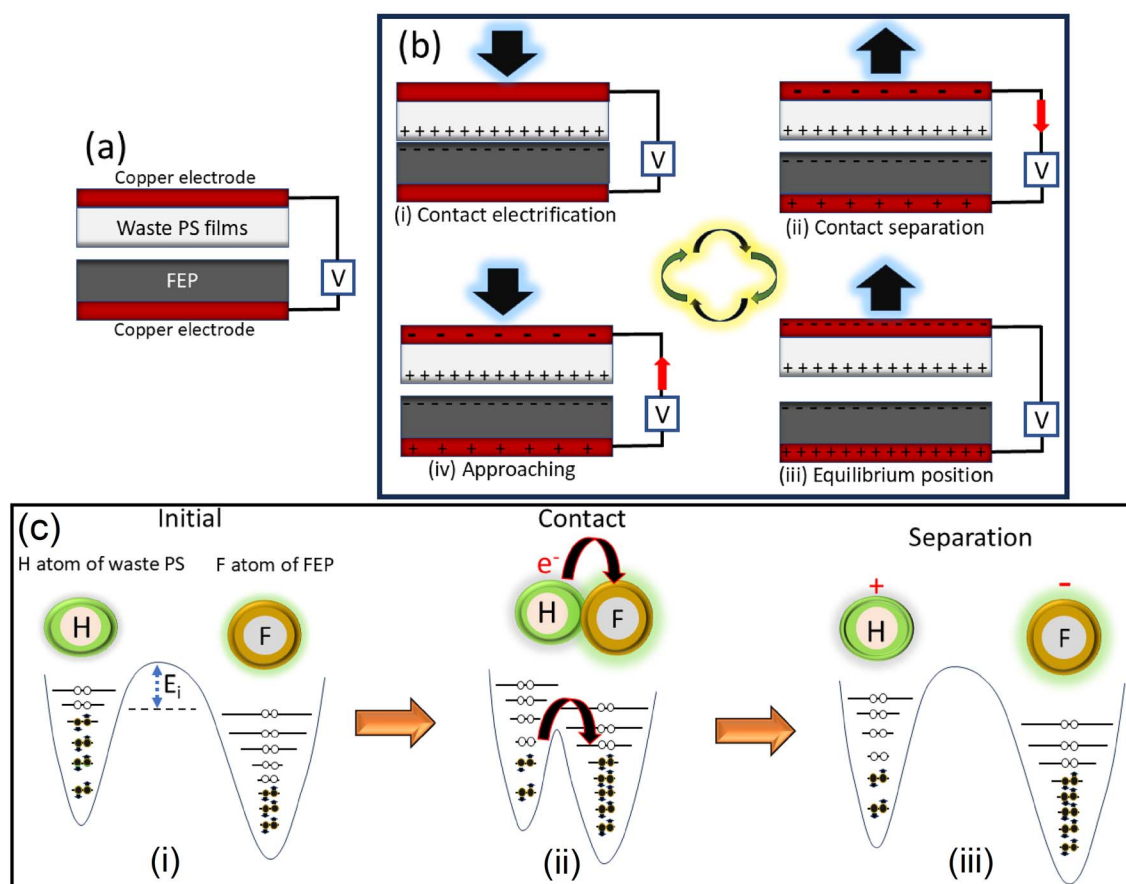 (a)
Copper electrode
Waste PS films
FEP
Copper electrode
V
(b)
+ + + + + + + + + + + + +
- - - - - - - - - - - - -
V
(i) Contact electrification
- - - - - - -
+ + + + + + + + + + + + +
- - - - - - - - - - - - -
+ + + + + + +
V
(ii) Contact separation
- - - - - - -
+ + + + + + + + + + + + +
- - - - - - - - - - - - -
+ + + + + + +
V
(iv) Approaching
- - - - - - - - - - - - -
+ + + + + + + + + + + + +
- - - - - - - - - - - - -
+ + + + + + + + + + + + +
V
(iii) Equilibrium position
(c)
Initial
H atom of waste PS
F atom of FEP
H
F
Ei
(i)
Contact
e-
H
F
(ii)
Separation
+
-
H
F
(iii)